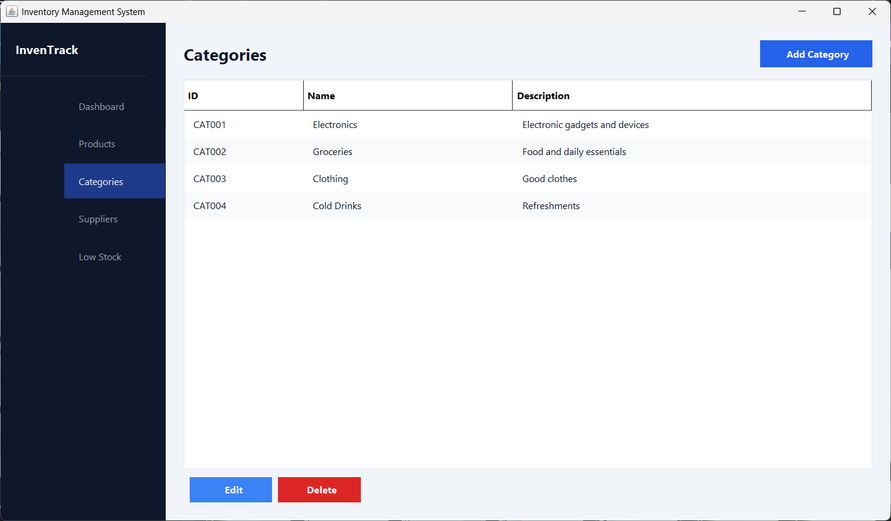 Inventory Management System
InvenTrack
Dashboard
Products
Categories
Suppliers
Low Stock
Categories
Add Category
ID Name Description
CAT001 Electronics Electronic gadgets and devices
CAT002 Groceries Food and daily essentials
CAT003 Clothing Good clothes
CAT004 Cold Drinks Refreshments
Edit Delete